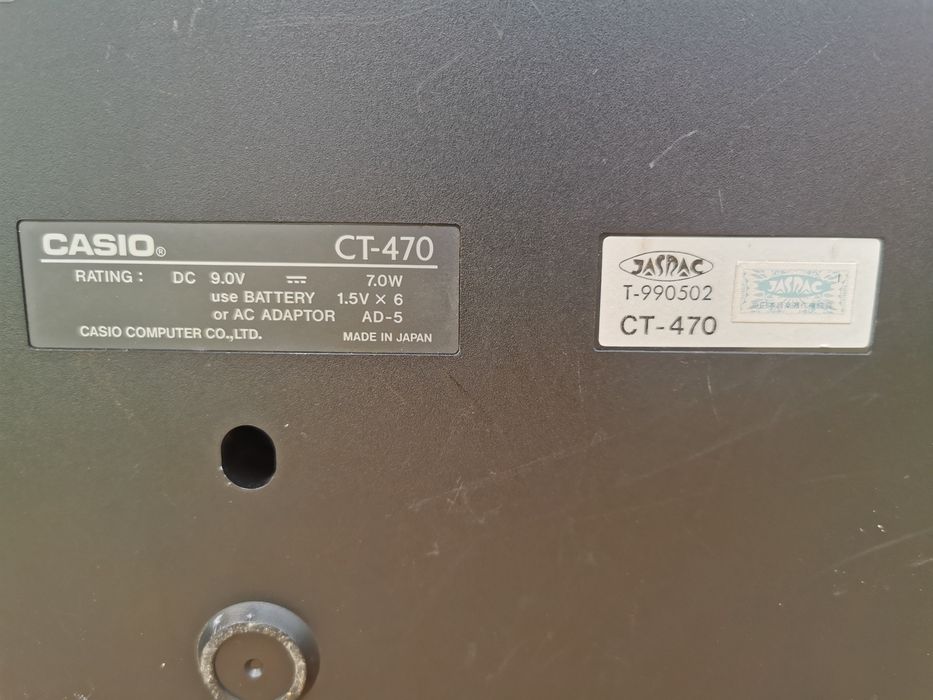 CASIO® CT-470
RATING : DC 9.0V ⎓ 7.0W
use BATTERY 1.5V × 6
or AC ADAPTOR AD-5
CASIO COMPUTER CO.,LTD. MADE IN JAPAN
JASRAC
T-990502
CT-470
JASRAC